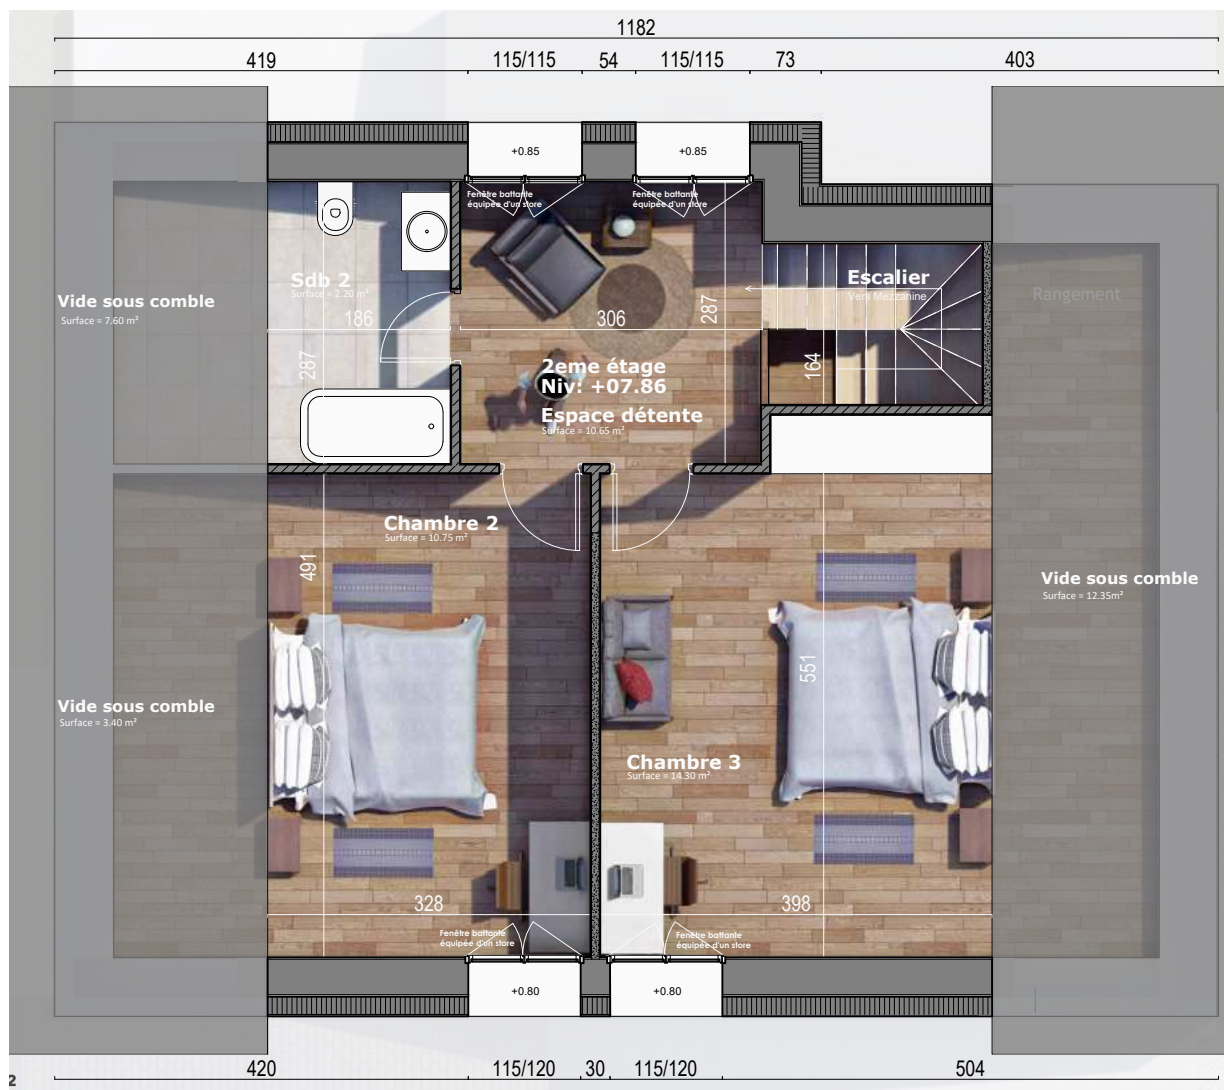 1182
419
115/115
54
115/115
73
403
+0.85
+0.85
Fenêtre battante
équipée d'un store
Fenêtre battante
équipée d'un store
Sdb 2
Surface = 2.20 m²
186
287
Vide sous comble
Surface = 7.60 m²
306
287
Escalier
Vers Mezzanine
164
Rangement
2eme étage
Niv: +07.86
Espace détente
Surface = 10.65 m²
Chambre 2
Surface = 10.75 m²
491
Vide sous comble
Surface = 12.35m²
551
Vide sous comble
Surface = 3.40 m²
Chambre 3
Surface = 14.30 m²
328
398
Fenêtre battante
équipée d'un store
Fenêtre battante
équipée d'un store
+0.80
+0.80
420
115/120
30
115/120
504
2